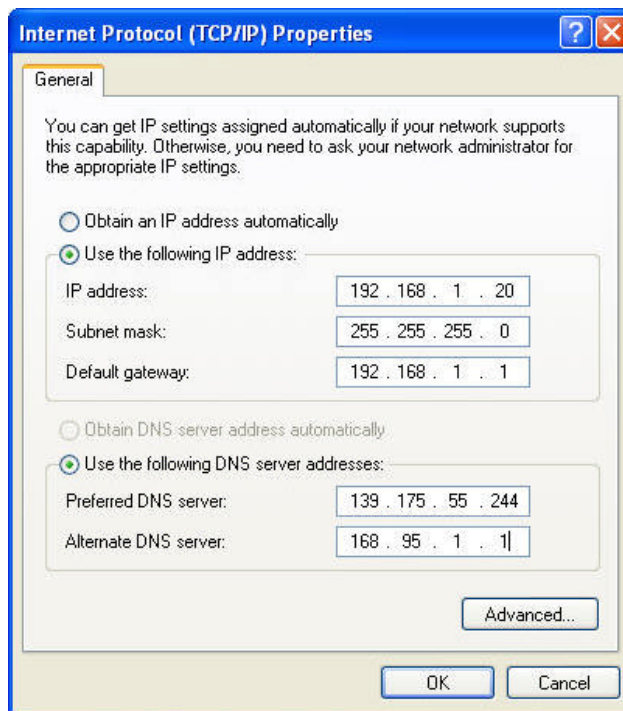 Internet Protocol (TCP/IP) Properties
General
You can get IP settings assigned automatically if your network supports
this capability. Otherwise, you need to ask your network administrator for
the appropriate IP settings.
Obtain an IP address automatically
Use the following IP address:
IP address: 192 . 168 . 1 . 20
Subnet mask: 255 . 255 . 255 . 0
Default gateway: 192 . 168 . 1 . 1
Obtain DNS server address automatically
Use the following DNS server addresses:
Preferred DNS server: 139 . 175 . 55 . 244
Alternate DNS server: 168 . 95 . 1 . 1
Advanced...
OK Cancel